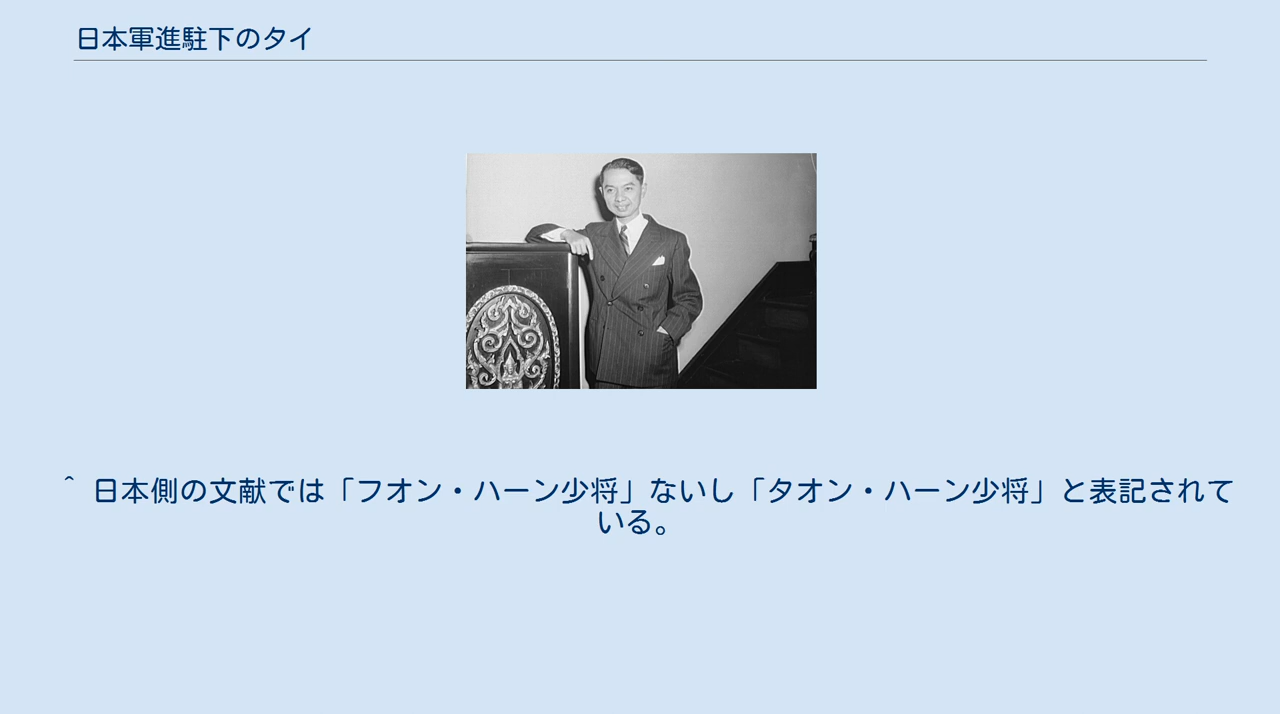 日本軍進駐下のタイ
^ 日本側の文献では「フオン・ハーン少将」ないし「タオン・ハーン少将」と表記されて
いる。